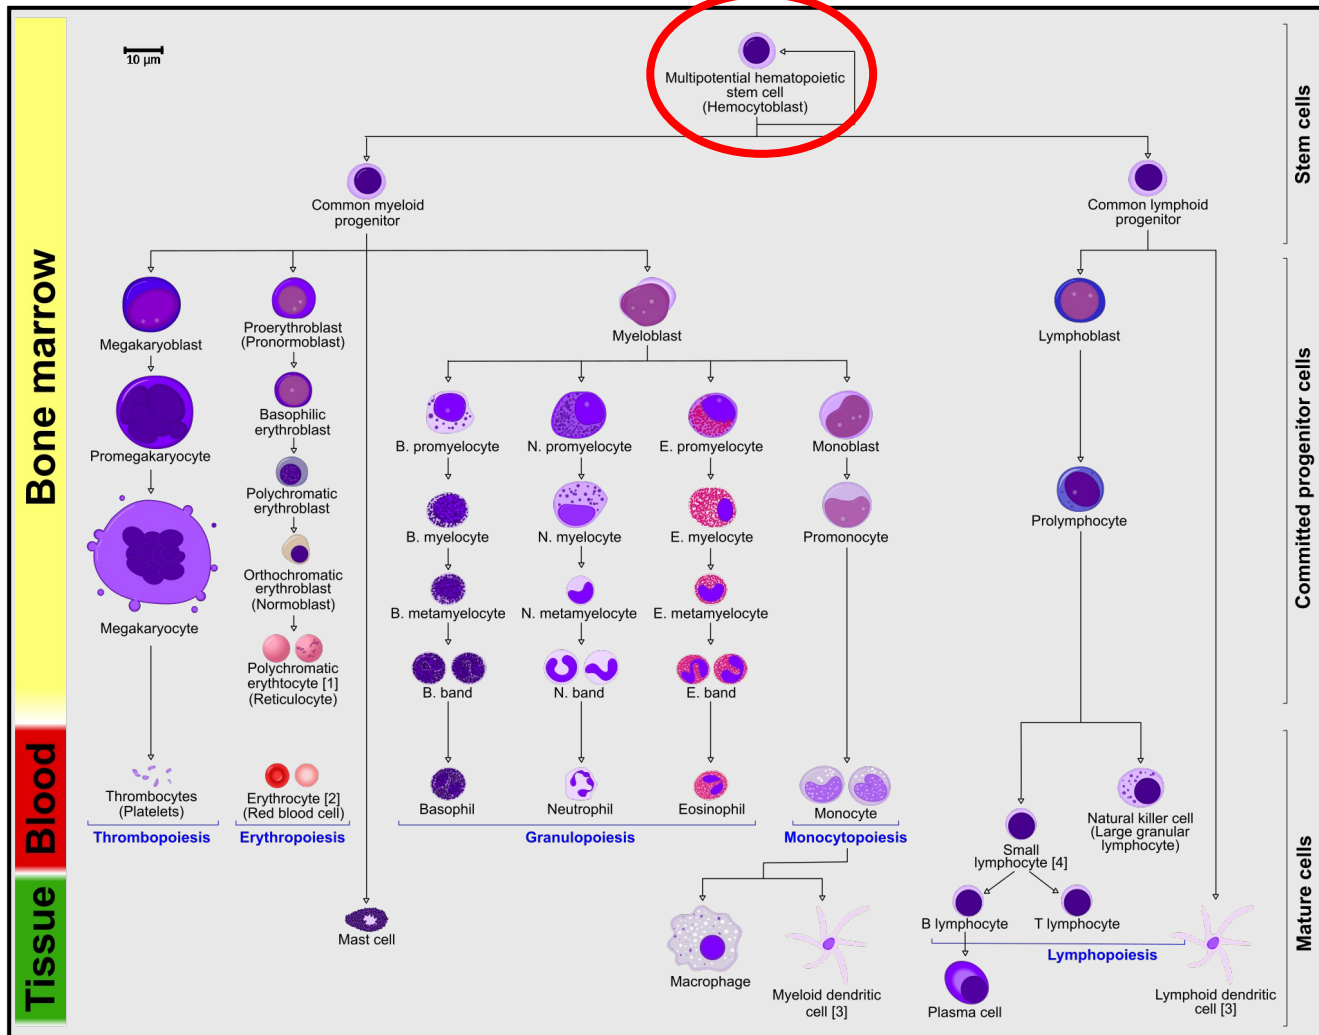 10 µm
Multipotential hematopoietic
stem cell
(Hemocytoblast)
Common myeloid
progenitor
Common lymphoid
progenitor
Stem cells
Bone marrow
Megakaryoblast
Proerythroblast
(Pronormoblast)
Myeloblast
Lymphoblast
Promegakaryocyte
Basophilic
erythroblast
B. promyelocyte
N. promyelocyte
E. promyelocyte
Monoblast
Polychromatic
erythroblast
B. myelocyte
N. myelocyte
E. myelocyte
Promonocyte
Prolymphocyte
Committed progenitor cells
Megakaryocyte
Orthochromatic
erythroblast
(Normoblast)
B. metamyelocyte
N. metamyelocyte
E. metamyelocyte
Polychromatic
erythtocyte [1]
(Reticulocyte)
B. band
N. band
E. band
Blood
Thrombocytes
(Platelets)
Erythrocyte [2]
(Red blood cell)
Basophil
Neutrophil
Eosinophil
Monocyte
Natural killer cell
(Large granular
lymphocyte)
Thrombopoiesis
Erythropoiesis
Granulopoiesis
Monocytopoiesis
Small
lymphocyte [4]
Mature cells
Tissue
Mast cell
Macrophage
Myeloid dendritic
cell [3]
B lymphocyte
T lymphocyte
Lymphopoiesis
Plasma cell
Lymphoid dendritic
cell [3]